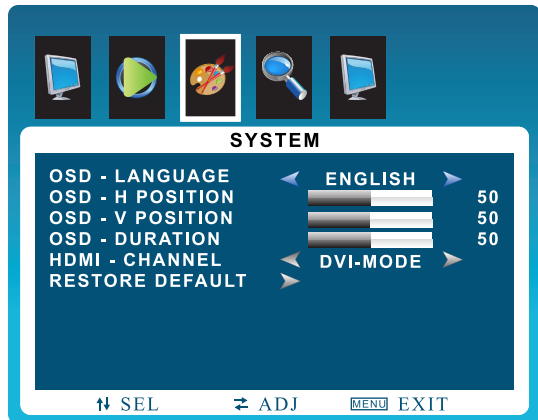 SYSTEM
OSD - LANGUAGE ENGLISH
OSD - H POSITION 50
OSD - V POSITION 50
OSD - DURATION 50
HDMI - CHANNEL DVI-MODE
RESTORE DEFAULT
SEL ADJ MENU EXIT